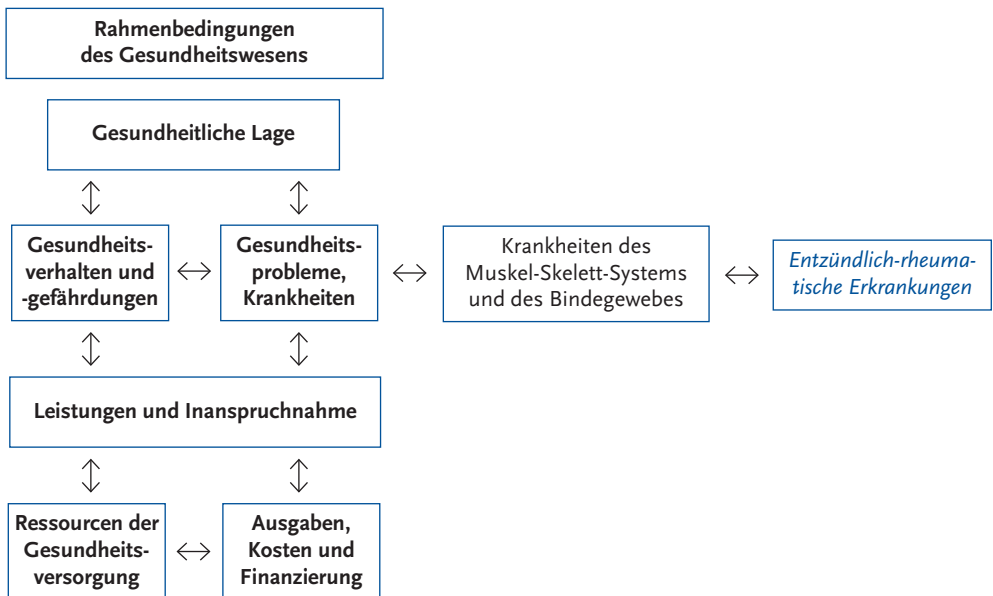 Rahmenbedingungen
des Gesundheitswesens
Gesundheitliche Lage
Gesundheits-
verhalten und
-gefährdungen
Gesundheits-
probleme,
Krankheiten
Krankheiten des
Muskel-Skelett-Systems
und des Bindegewebes
Entzündlich-rheuma-
tische Erkrankungen
Leistungen und Inanspruchnahme
Ressourcen der
Gesundheits-
versorgung
Ausgaben,
Kosten und
Finanzierung